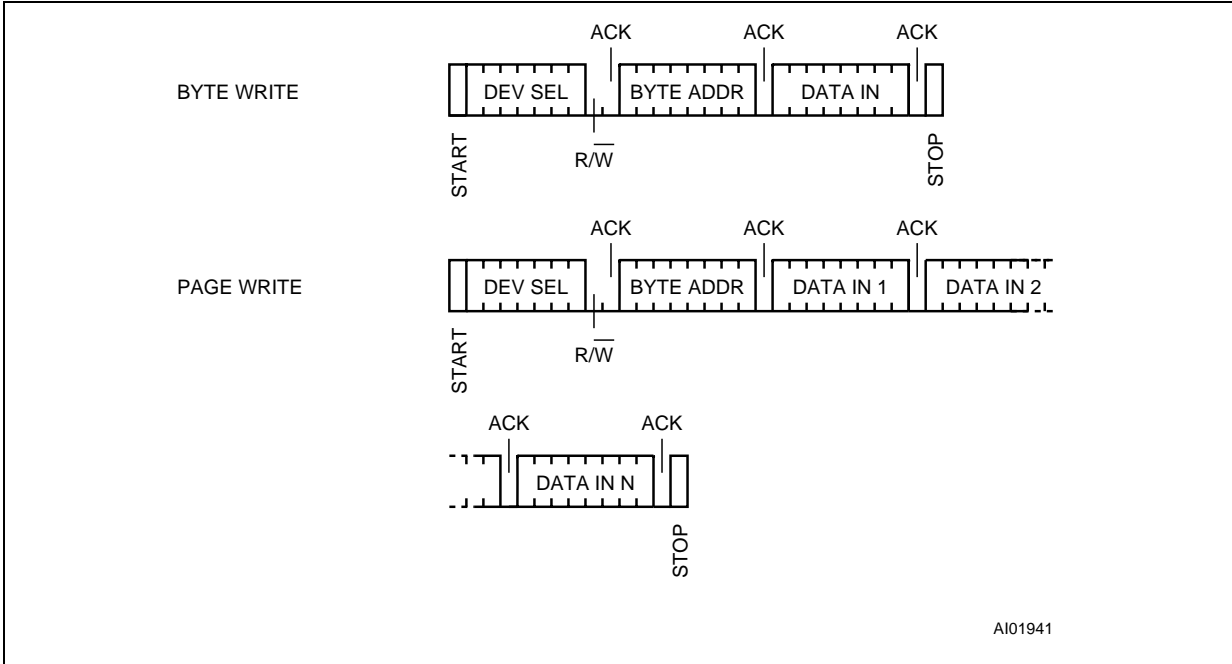 ACK ACK ACK
BYTE WRITE DEV SEL BYTE ADDR DATA IN
R/W̅
START STOP
ACK ACK ACK
PAGE WRITE DEV SEL BYTE ADDR DATA IN 1 DATA IN 2
R/W̅
START
ACK ACK
DATA IN N
STOP
AI01941